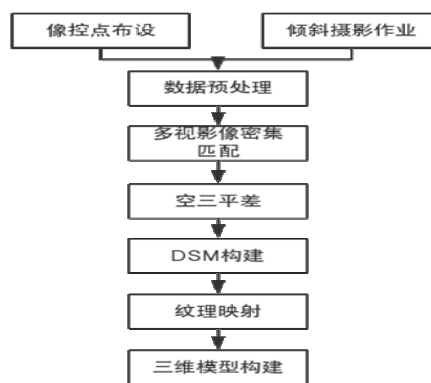 像控点布设
倾斜摄影作业
数据预处理
多视影像密集
匹配
空三平差
DSM构建
纹理映射
三维模型构建